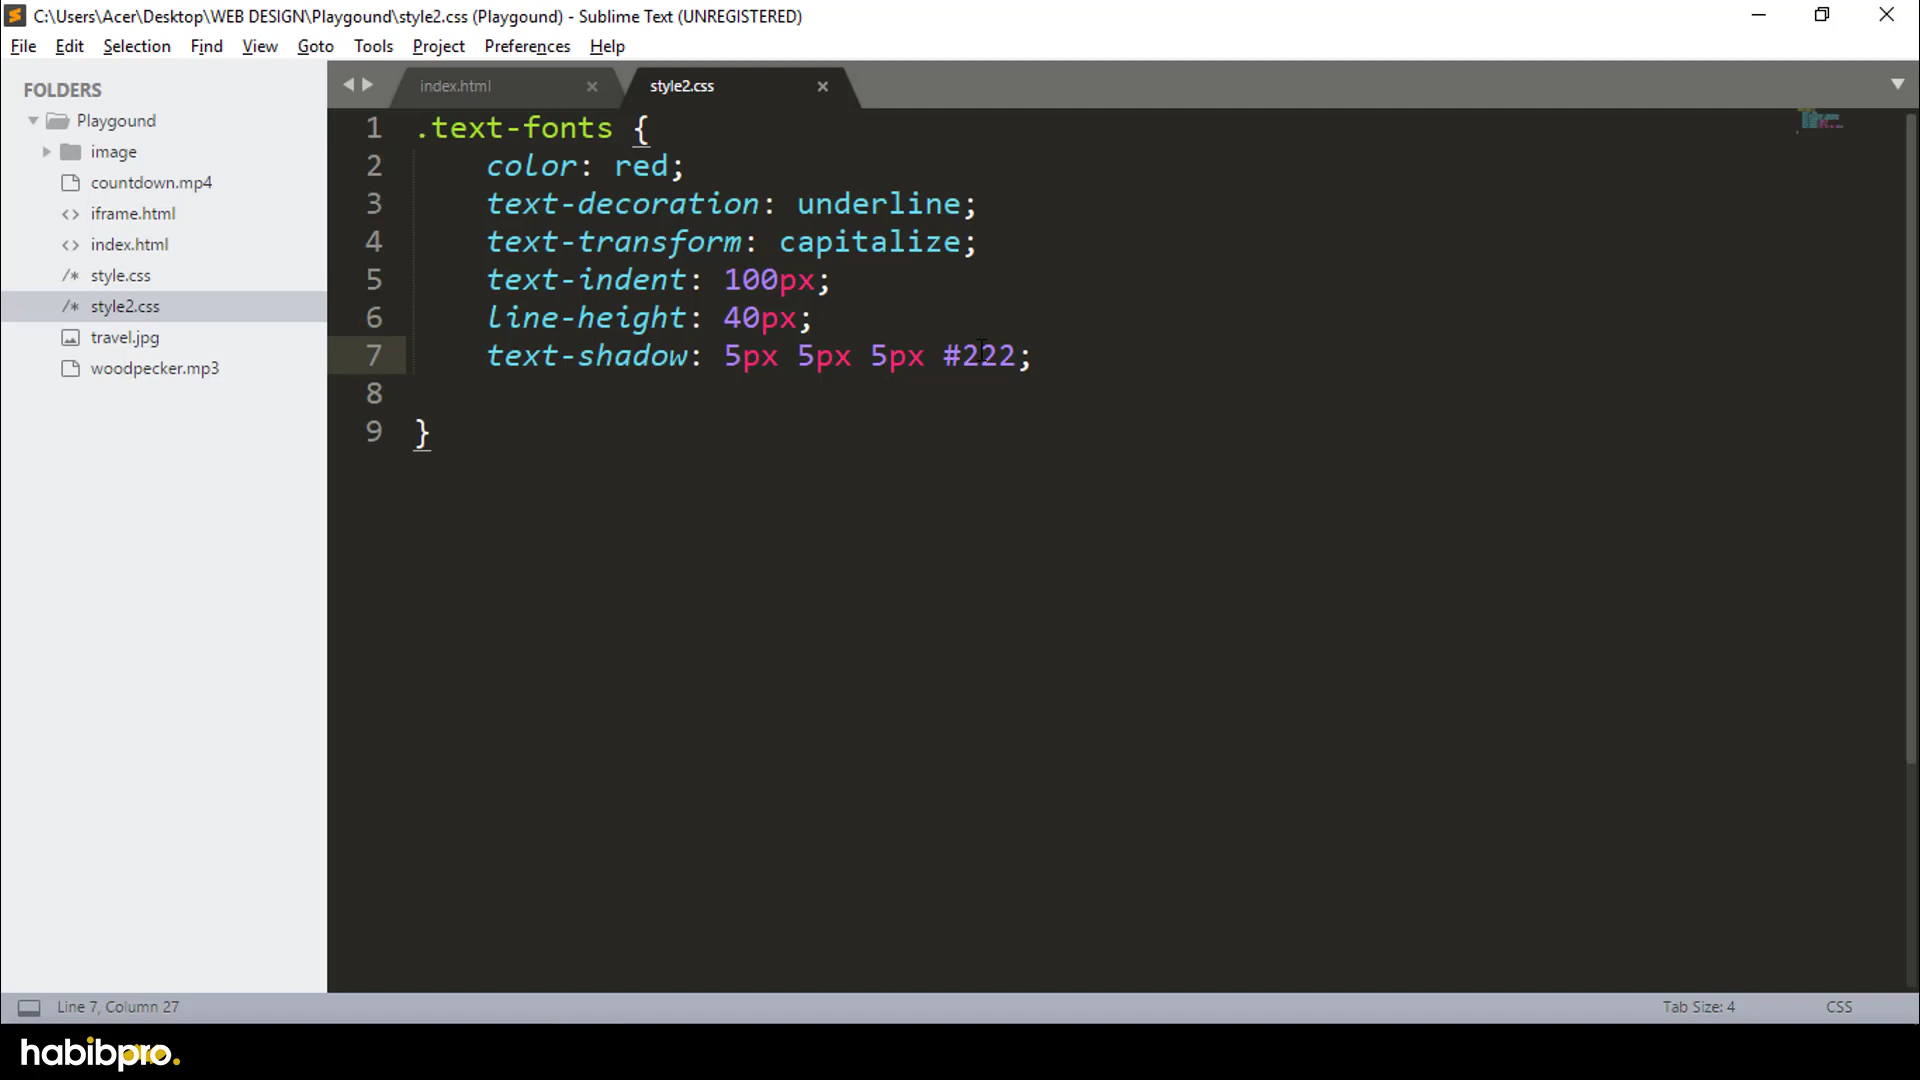 C:\Users\Acer\Desktop\WEB DESIGN\Playgound\style2.css (Playgound) - Sublime Text (UNREGISTERED)
File Edit Selection Find View Goto Tools Project Preferences Help
FOLDERS
Playgound
image
countdown.mp4
iframe.html
index.html
style.css
style2.css
travel.jpg
woodpecker.mp3
index.html
style2.css
1 .text-fonts {
2 color: red;
3 text-decoration: underline;
4 text-transform: capitalize;
5 text-indent: 100px;
6 line-height: 40px;
7 text-shadow: 5px 5px 5px #222;
8
9 }
Line 7, Column 27
Tab Size: 4
CSS
habibpro.